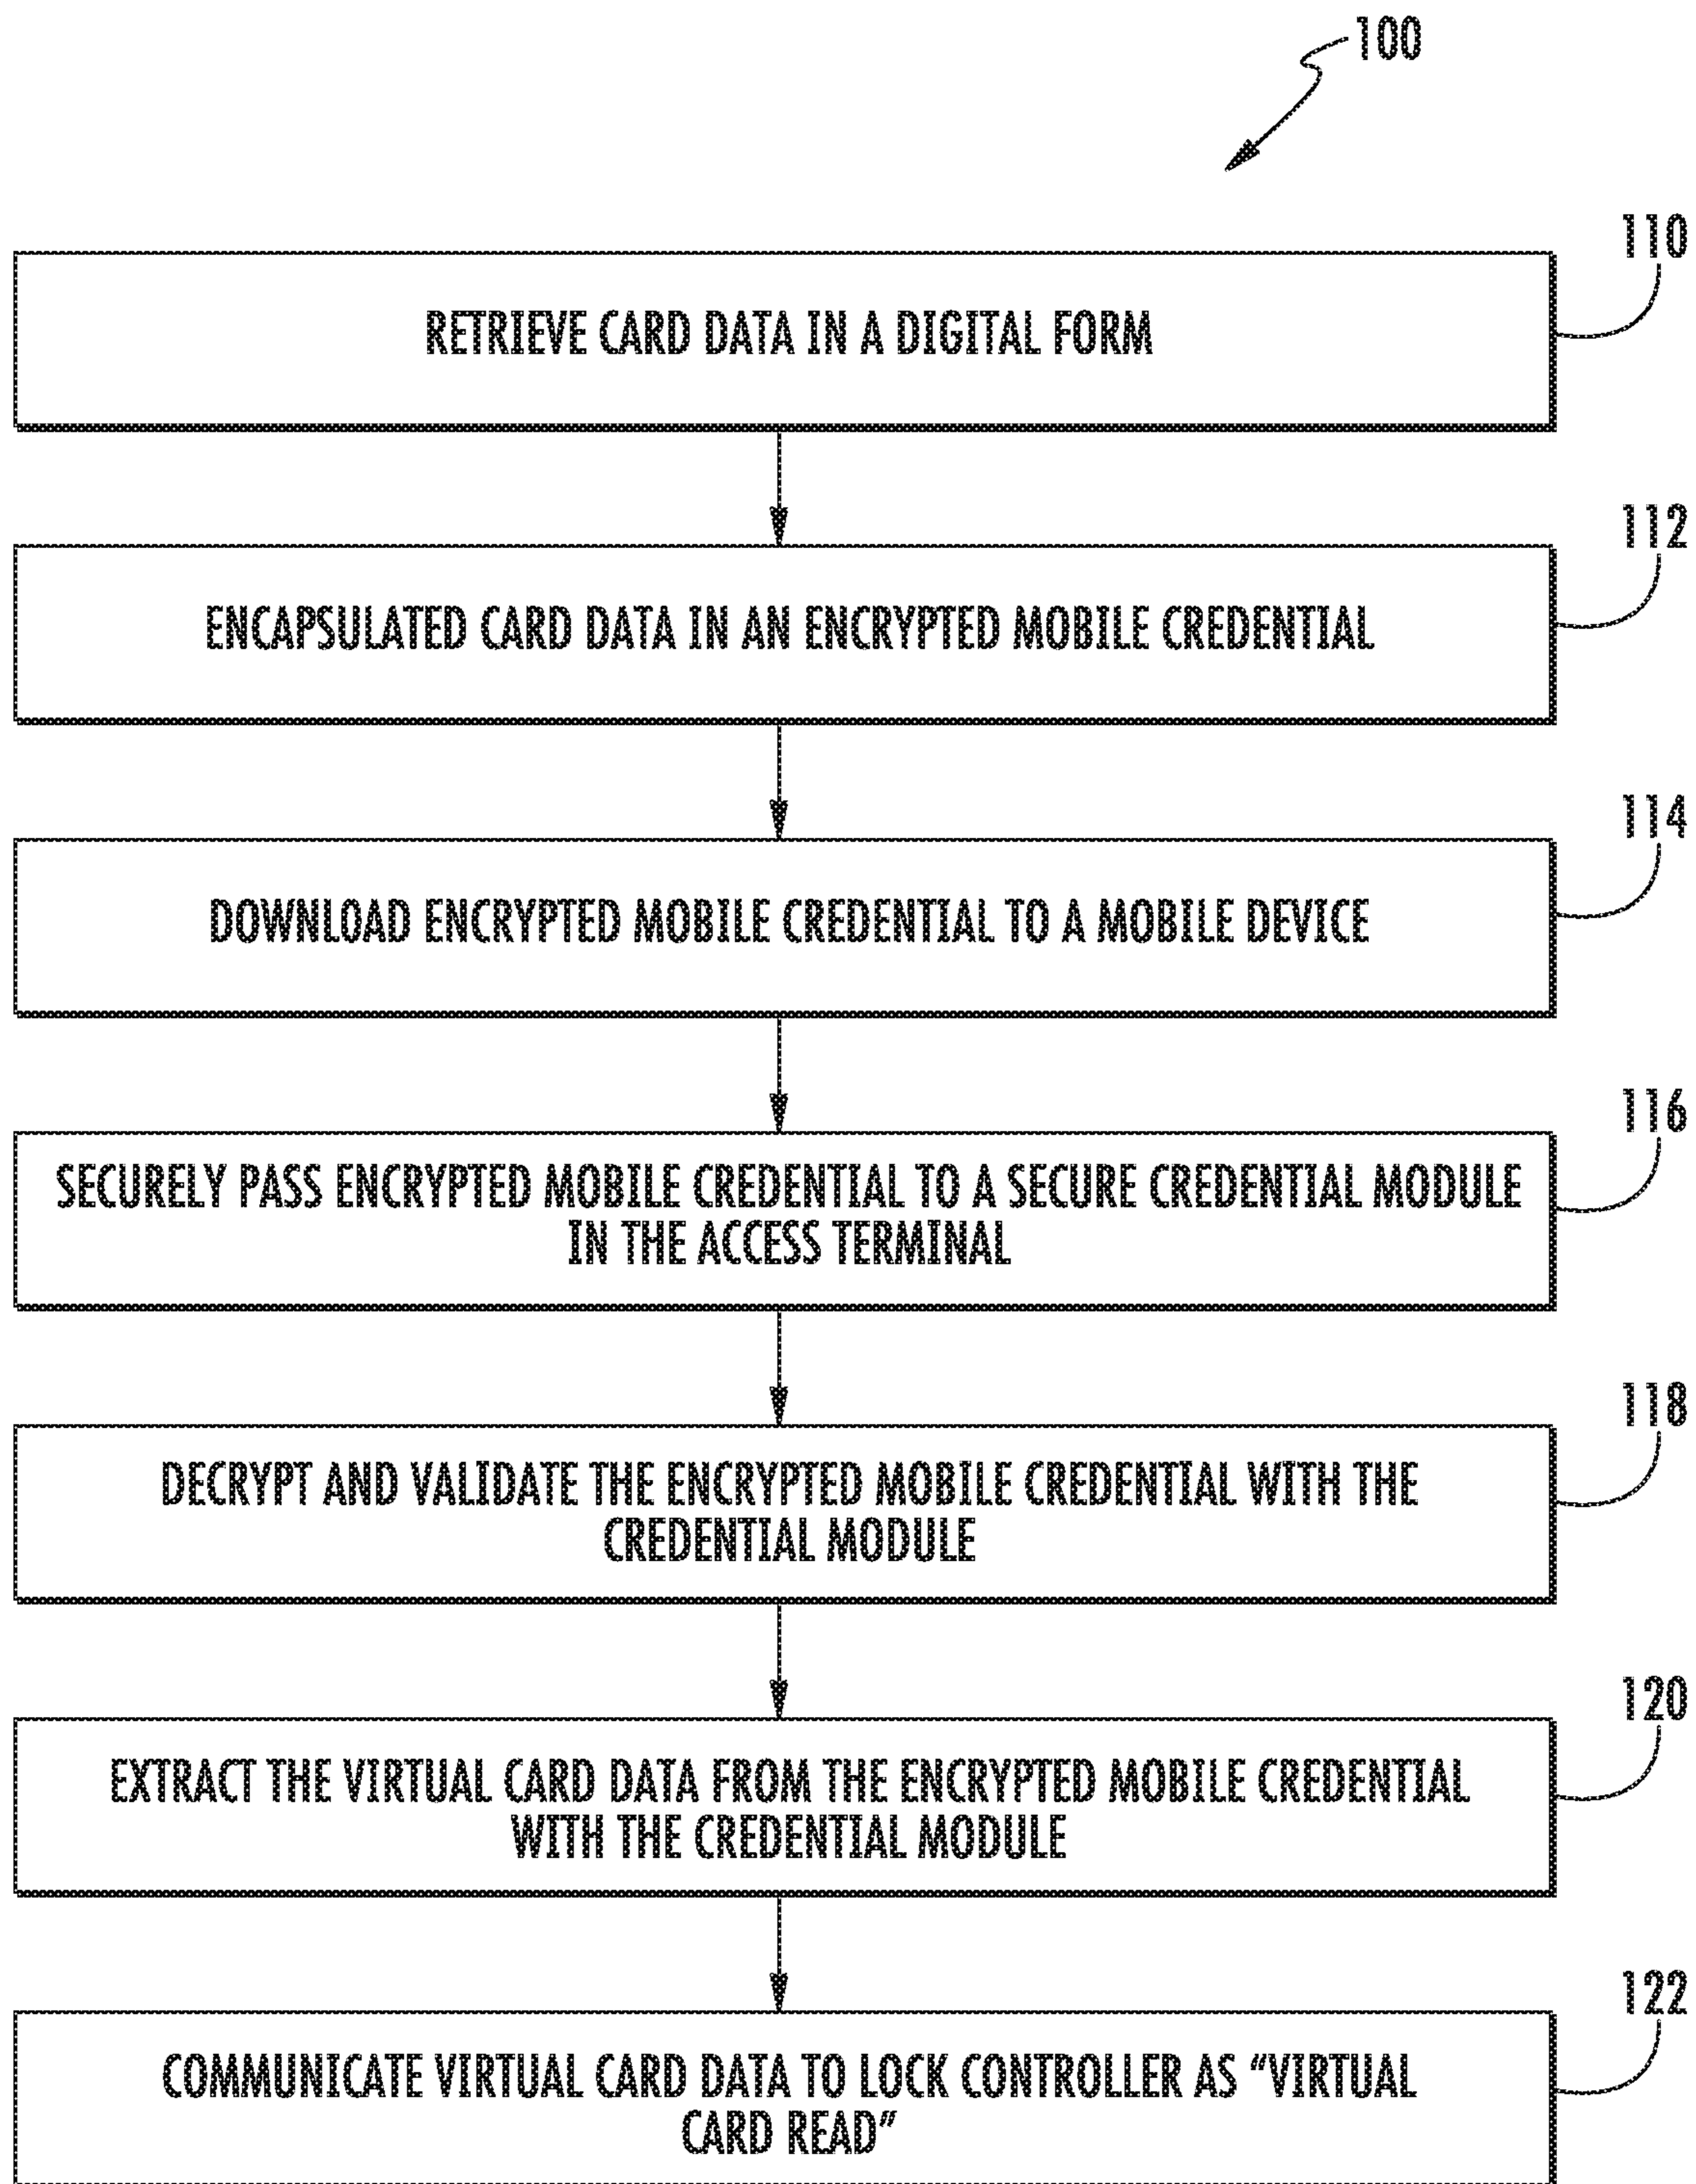 100
110
RETRIEVE CARD DATA IN A DIGITAL FORM
112
ENCAPSULATED CARD DATA IN AN ENCRYPTED MOBILE CREDENTIAL
114
DOWNLOAD ENCRYPTED MOBILE CREDENTIAL TO A MOBILE DEVICE
116
SECURELY PASS ENCRYPTED MOBILE CREDENTIAL TO A SECURE CREDENTIAL MODULE
IN THE ACCESS TERMINAL
118
DECRYPT AND VALIDATE THE ENCRYPTED MOBILE CREDENTIAL WITH THE
CREDENTIAL MODULE
120
EXTRACT THE VIRTUAL CARD DATA FROM THE ENCRYPTED MOBILE CREDENTIAL
WITH THE CREDENTIAL MODULE
122
COMMUNICATE VIRTUAL CARD DATA TO LOCK CONTROLLER AS “VIRTUAL
CARD READ”